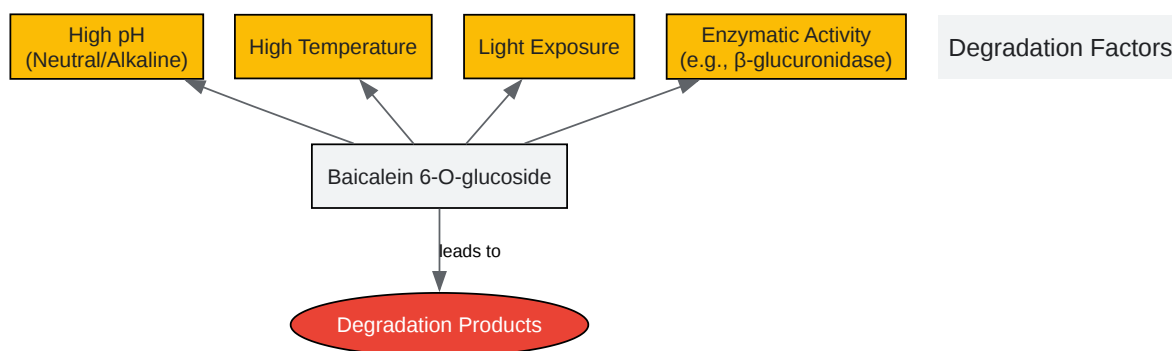 High pH
(Neutral/Alkaline)
High Temperature
Light Exposure
Enzymatic Activity
(e.g., β-glucuronidase)
Degradation Factors
Baicalein 6-O-glucoside
leads to
Degradation Products